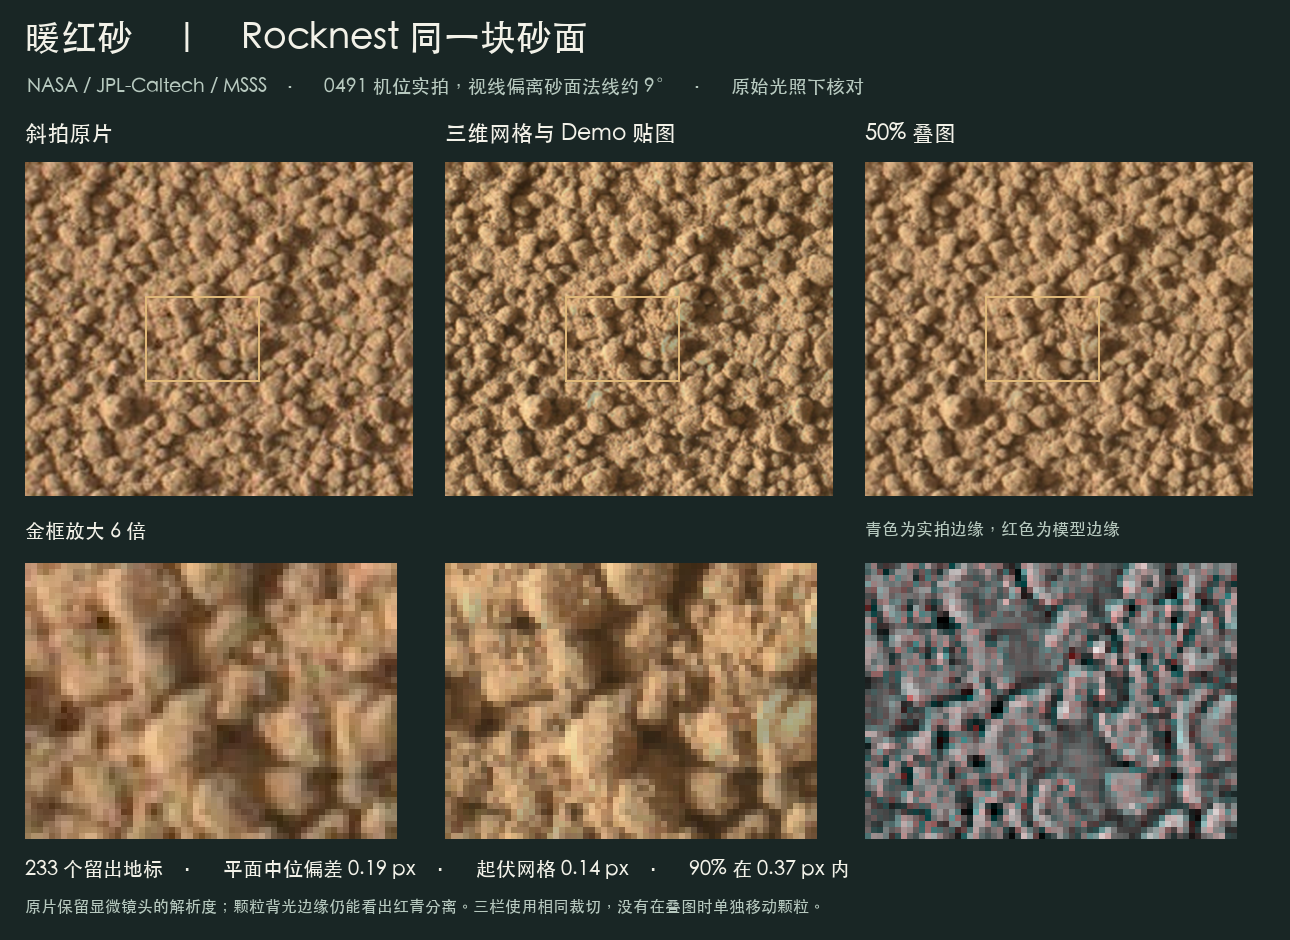 暖红砂 | Rocknest 同一块砂面
NASA / JPL-Caltech / MSSS · 0491 机位实拍，视线偏离砂面法线约 9° · 原始光照下核对
斜拍原片
三维网格与 Demo 贴图
50% 叠图
金框放大 6 倍
青色为实拍边缘，红色为模型边缘
233 个留出地标 · 平面中位偏差 0.19 px · 起伏网格 0.14 px · 90% 在 0.37 px 内
原片保留显微镜头的解析度；颗粒背光边缘仍能看出红青分离。三栏使用相同裁切，没有在叠图时单独移动颗粒。